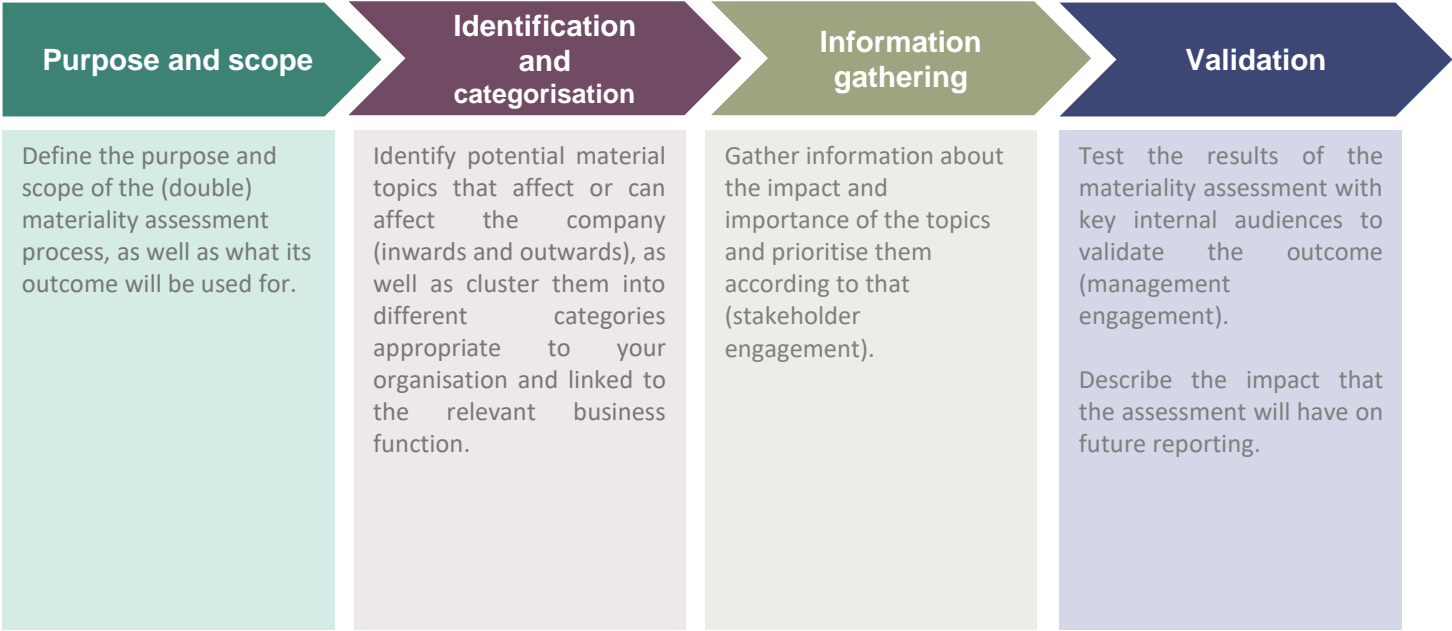 Purpose and scope
Identification
and
categorisation
Information
gathering
Validation
Define the purpose and
scope of the (double)
materiality assessment
process, as well as what its
outcome will be used for.
Identify potential material
topics that affect or can
affect the company
(inwards and outwards), as
well as cluster them into
different categories
appropriate to your
organisation and linked to
the relevant business
function.
Gather information about
the impact and
importance of the topics
and prioritise them
according to that
(stakeholder
engagement).
Test the results of the
materiality assessment with
key internal audiences to
validate the outcome
(management
engagement).
Describe the impact that
the assessment will have on
future reporting.